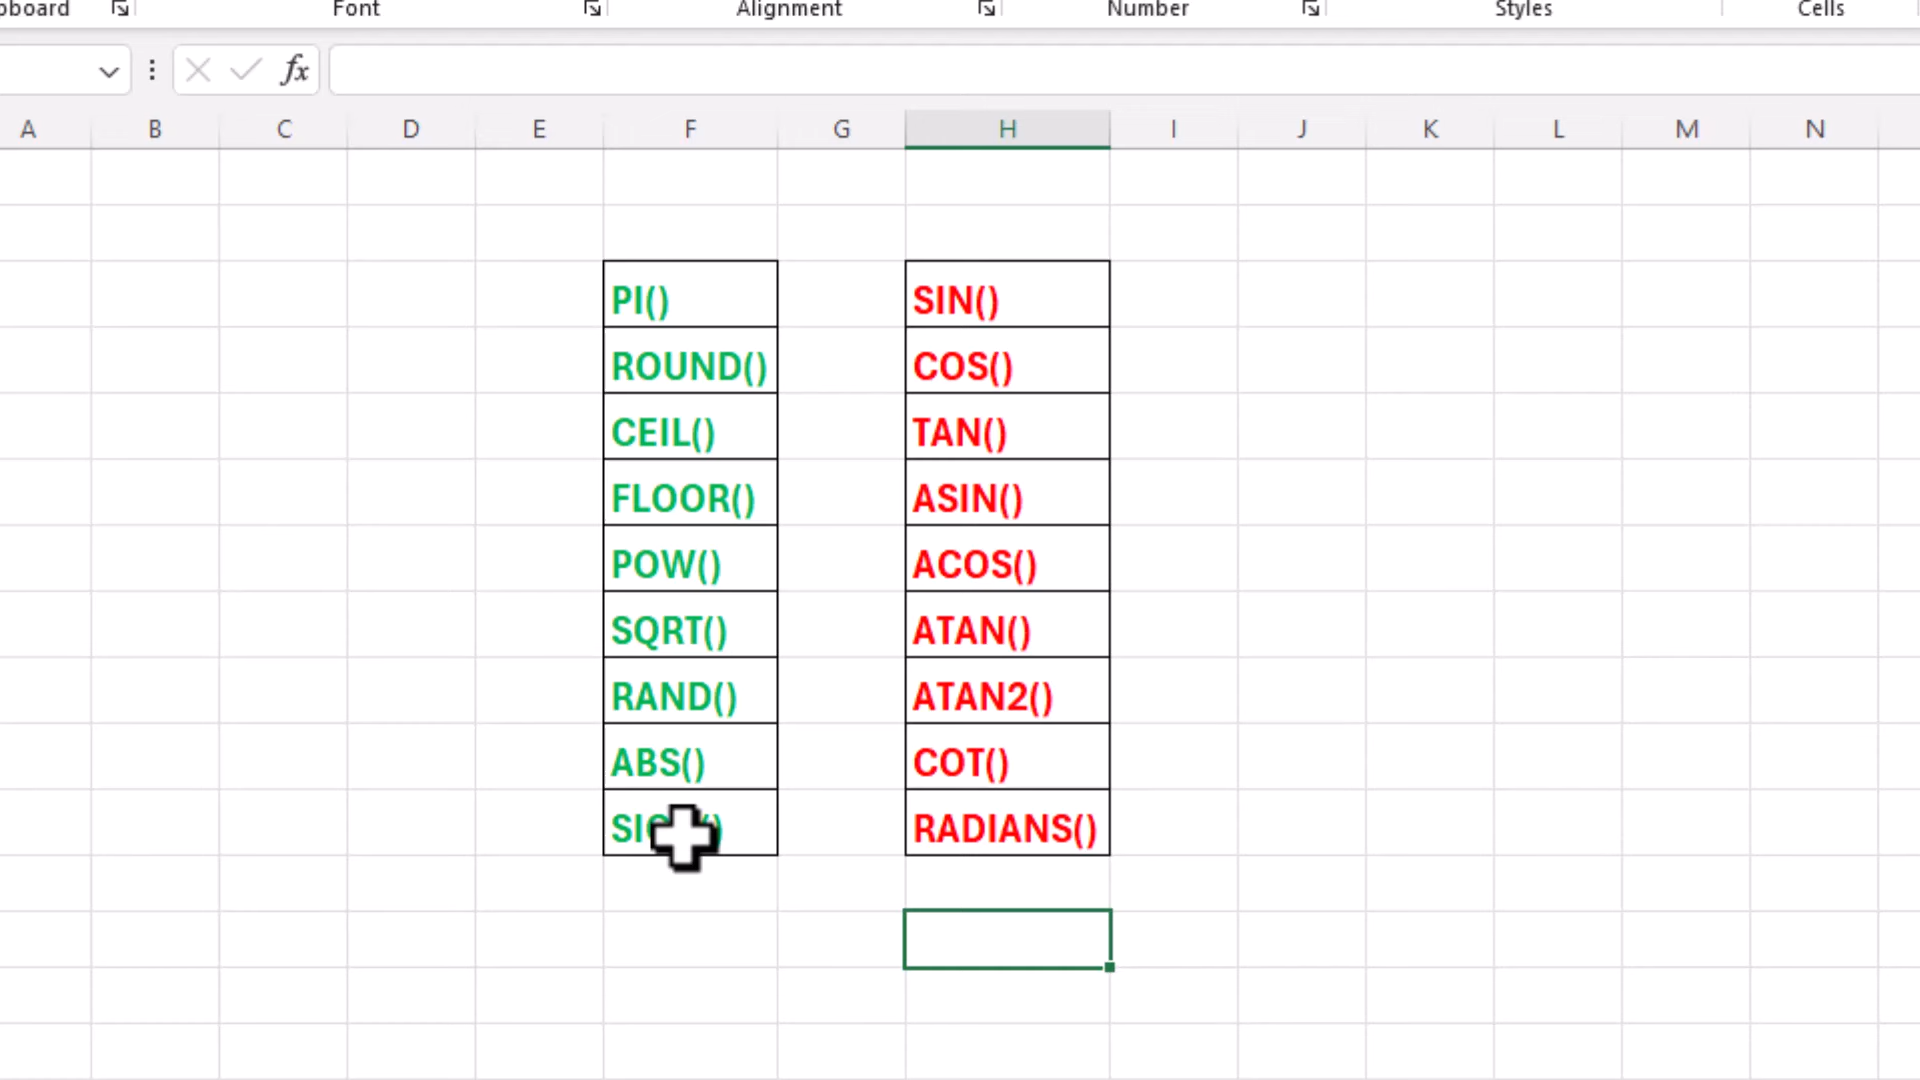 Font
Alignment
Number
Styles
Cells
fx
A B C D E F G H I J K L M N
PI() SIN()
ROUND() COS()
CEIL() TAN()
FLOOR() ASIN()
POW() ACOS()
SQRT() ATAN()
RAND() ATAN2()
ABS() COT()
RADIANS()